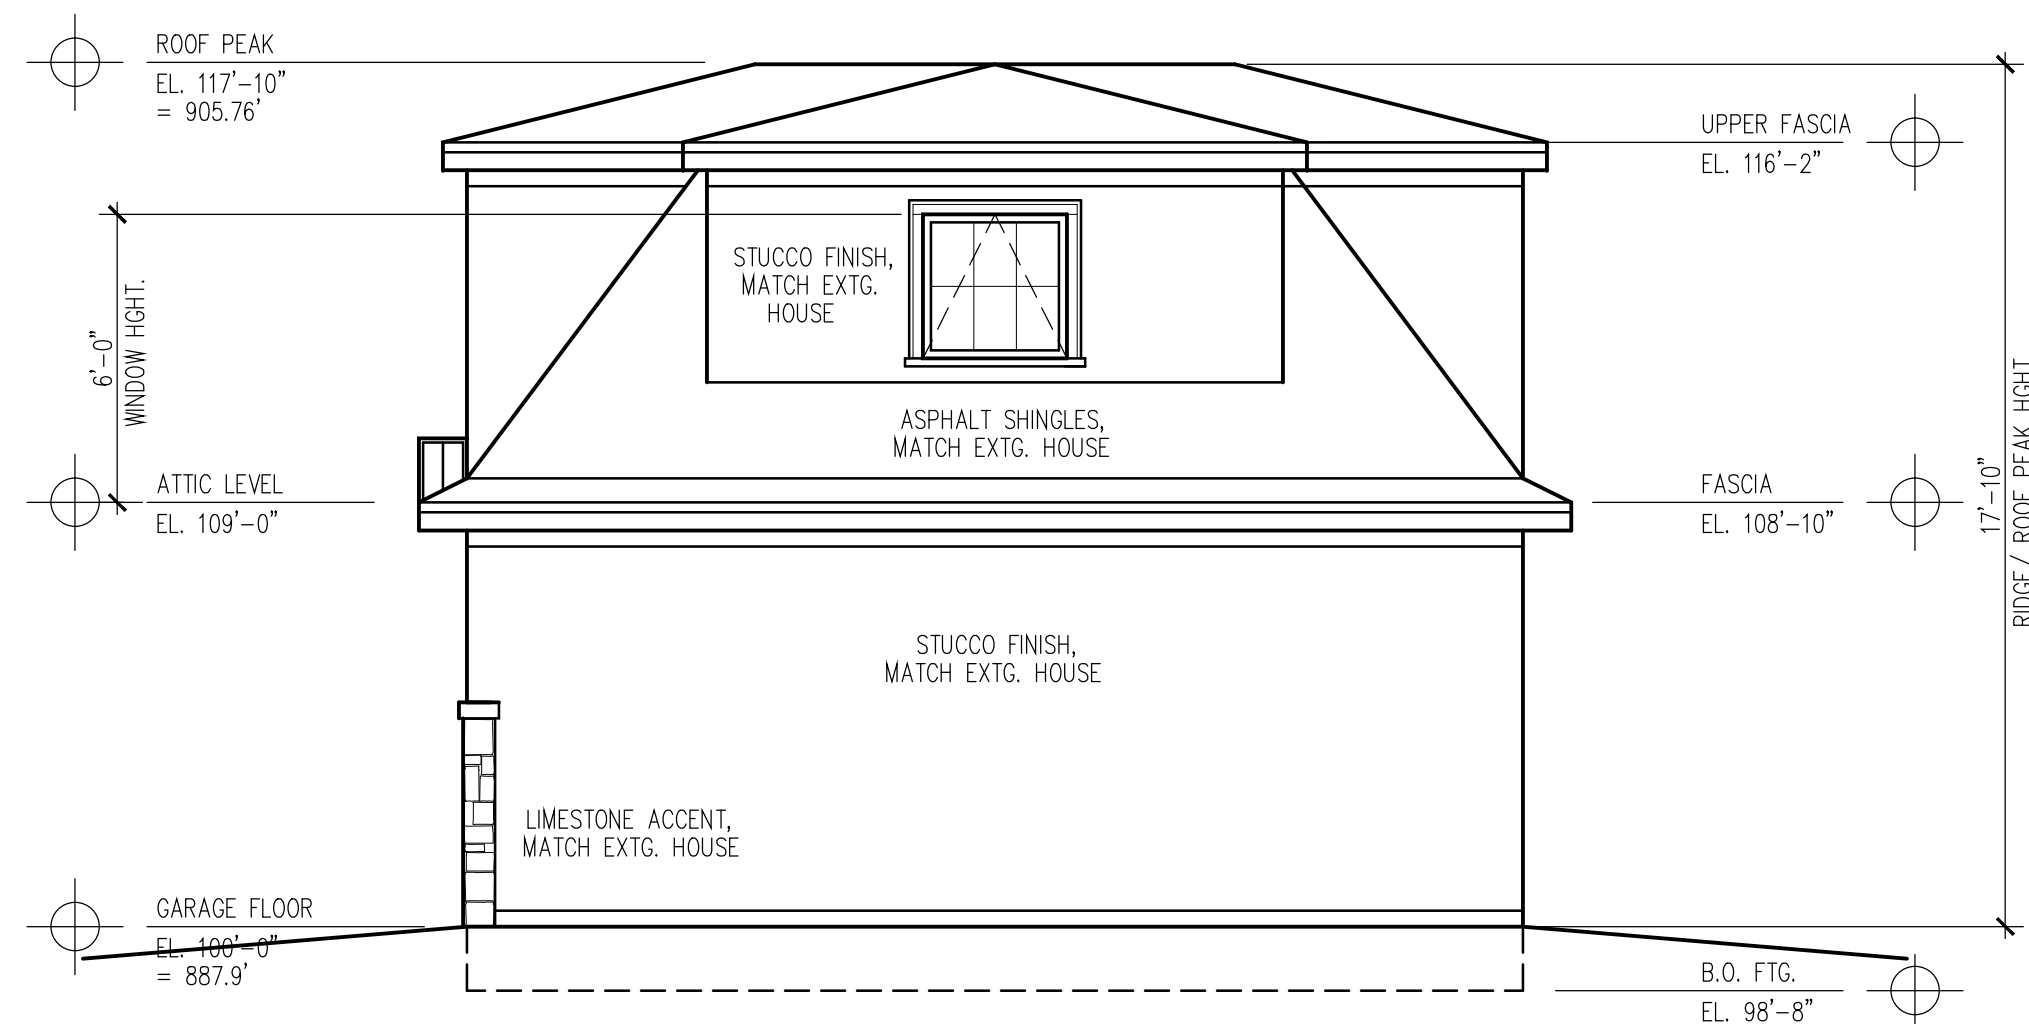 ROOF PEAK
EL. 117'-10"
= 905.76'
UPPER FASCIA
EL. 116'-2"
STUCCO FINISH,
MATCH EXTG.
HOUSE
6'-0"
WINDOW HGHT.
ASPHALT SHINGLES,
MATCH EXTG. HOUSE
ATTIC LEVEL
EL. 109'-0"
FASCIA
EL. 108'-10"
17'-10"
RIDGE/ ROOF PEAK HGHT
STUCCO FINISH,
MATCH EXTG. HOUSE
LIMESTONE ACCENT,
MATCH EXTG. HOUSE
GARAGE FLOOR
EL. 100'-0"
= 887.9'
B.O. FTG.
EL. 98'-8"